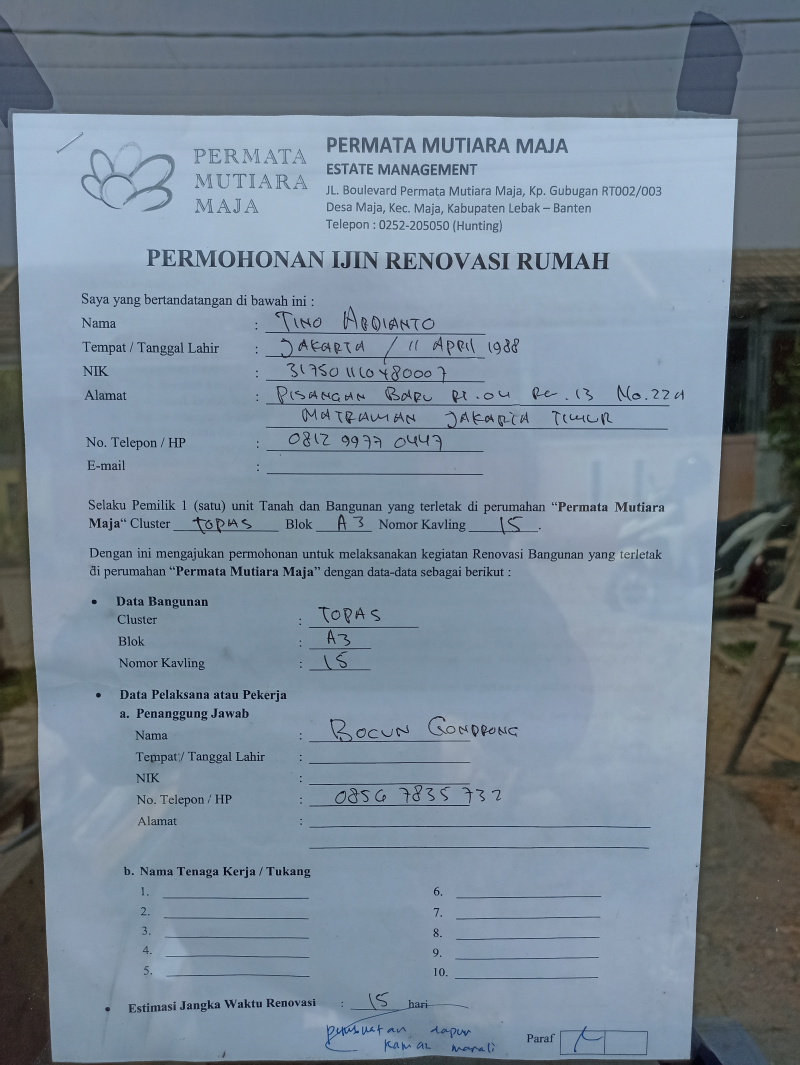 PERMATA
MUTIARA
MAJA
PERMATA MUTIARA MAJA
ESTATE MANAGEMENT
JL. Boulevard Permata Mutiara Maja, Kp. Gubugan RT002/003
Desa Maja, Kec. Maja, Kabupaten Lebak – Banten
Telepon : 0252-205050 (Hunting)
PERMOHONAN IJIN RENOVASI RUMAH
Saya yang bertandatangan di bawah ini :
Nama : TINO ARDIANTO
Tempat / Tanggal Lahir : JAKARTA / 11 APRIL 1988
NIK : 3175011104880007
Alamat : PISANGAN BARU RT.04 RW.13 No.22A
MATRAMAN JAKARTA TIMUR
No. Telepon / HP : 0812 9977 0447
E-mail :
Selaku Pemilik 1 (satu) unit Tanah dan Bangunan yang terletak di perumahan “Permata Mutiara
Maja“ Cluster TOPAS Blok A3 Nomor Kavling 15.
Dengan ini mengajukan permohonan untuk melaksanakan kegiatan Renovasi Bangunan yang terletak
di perumahan “Permata Mutiara Maja” dengan data-data sebagai berikut :
• Data Bangunan
Cluster : TOPAS
Blok : A3
Nomor Kavling : 15
• Data Pelaksana atau Pekerja
a. Penanggung Jawab
Nama : BOCUN GONDRONG
Tempat / Tanggal Lahir :
NIK :
No. Telepon / HP : 0856 7835 732
Alamat :
b. Nama Tenaga Kerja / Tukang
1. 6.
2. 7.
3. 8.
4. 9.
5. 10.
• Estimasi Jangka Waktu Renovasi : 15 hari
pembuatan dapur
kamar mandi
Paraf